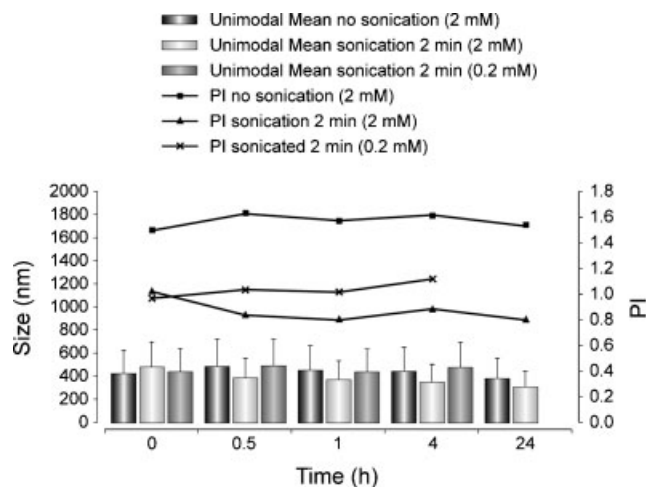 Unimodal Mean no sonication (2 mM)
Unimodal Mean sonication 2 min (2 mM)
Unimodal Mean sonication 2 min (0.2 mM)
PI no sonication (2 mM)
PI sonication 2 min (2 mM)
PI sonicated 2 min (0.2 mM)
Size (nm)
2000
1800
1600
1400
1200
1000
800
600
400
200
0
1.8
1.6
1.4
1.2
1.0
0.8
0.6
0.4
0.2
0.0
PI
0 0.5 1 4 24
Time (h)